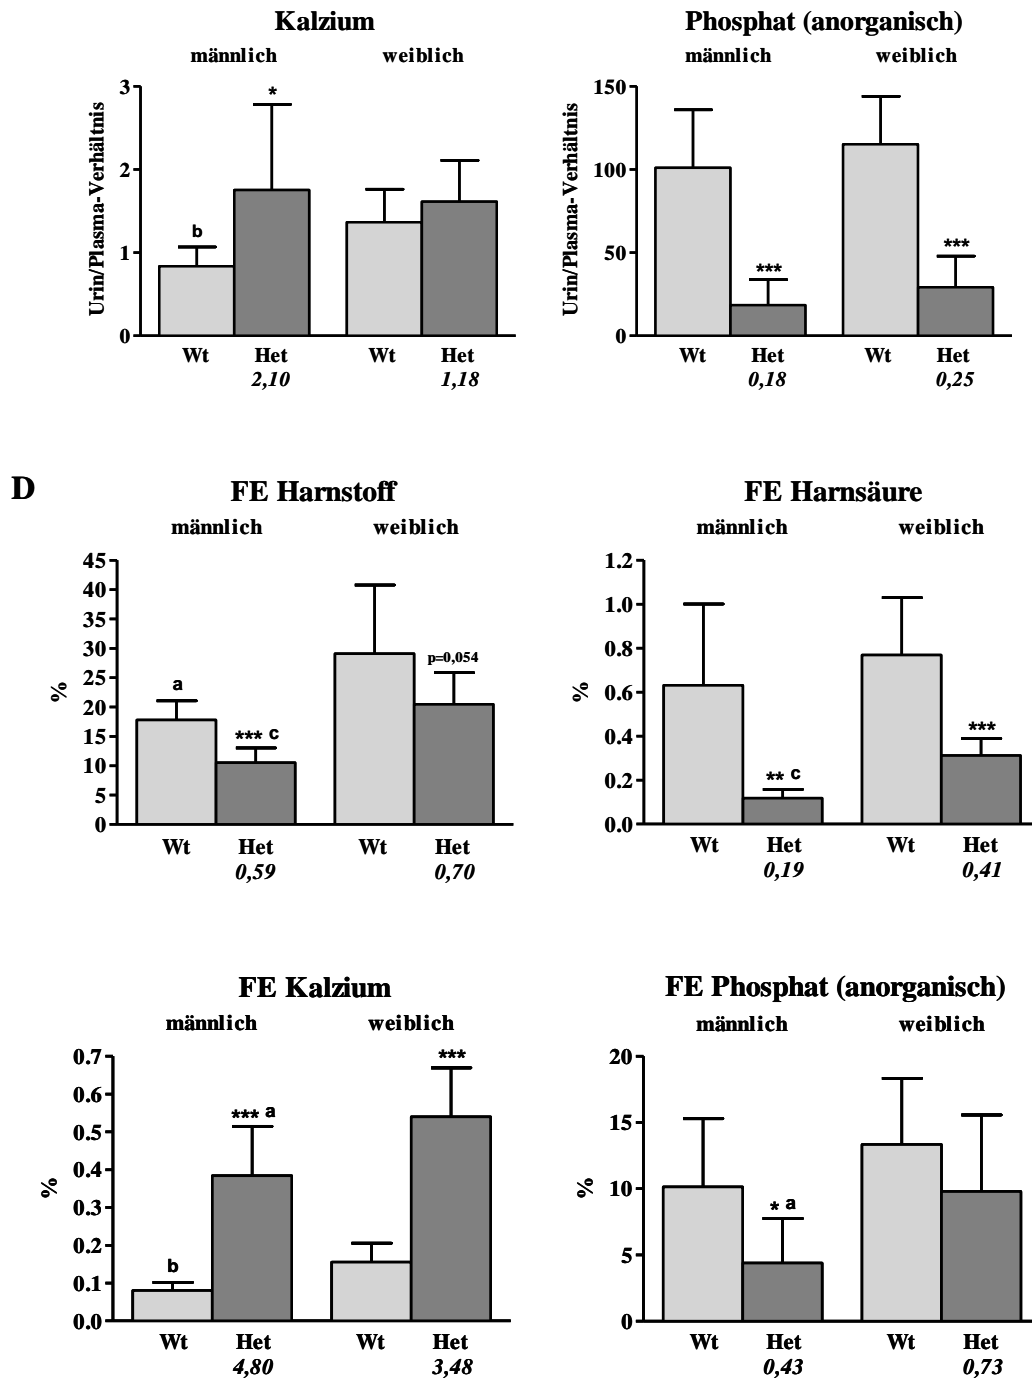 Kalzium
männlich weiblich
Urin/Plasma-Verhältnis
3
2
1
0
b
*
Wt Het Wt Het
2,10 1,18
Phosphat (anorganisch)
männlich weiblich
Urin/Plasma-Verhältnis
150
100
50
0
***
***
Wt Het Wt Het
0,18 0,25
D
FE Harnstoff
männlich weiblich
%
45
40
35
30
25
20
15
10
5
0
a
*** c
p=0,054
Wt Het Wt Het
0,59 0,70
FE Harnsäure
männlich weiblich
%
1.2
1.0
0.8
0.6
0.4
0.2
0.0
** c
***
Wt Het Wt Het
0,19 0,41
FE Kalzium
männlich weiblich
%
0.7
0.6
0.5
0.4
0.3
0.2
0.1
0.0
b
*** a
***
Wt Het Wt Het
4,80 3,48
FE Phosphat (anorganisch)
männlich weiblich
%
20
15
10
5
0
* a
Wt Het Wt Het
0,43 0,73